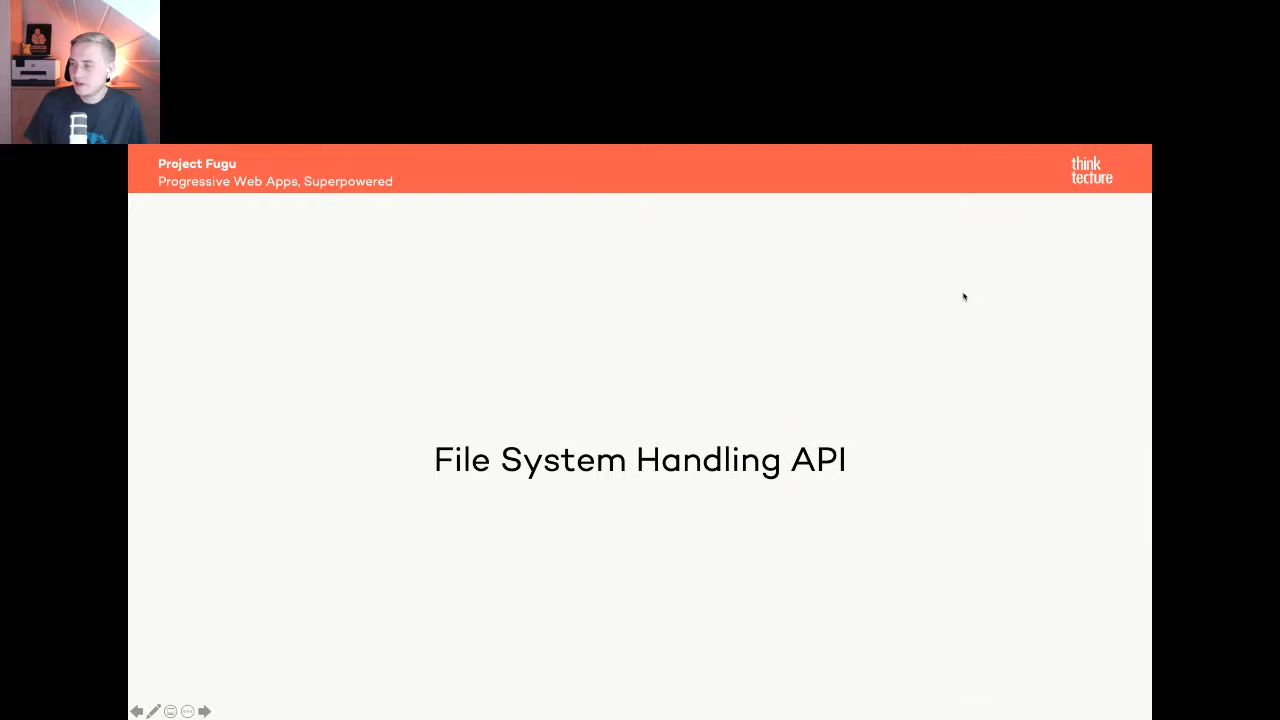 Project Fugu
Progressive Web Apps, Superpowered
think
tecture
File System Handling API